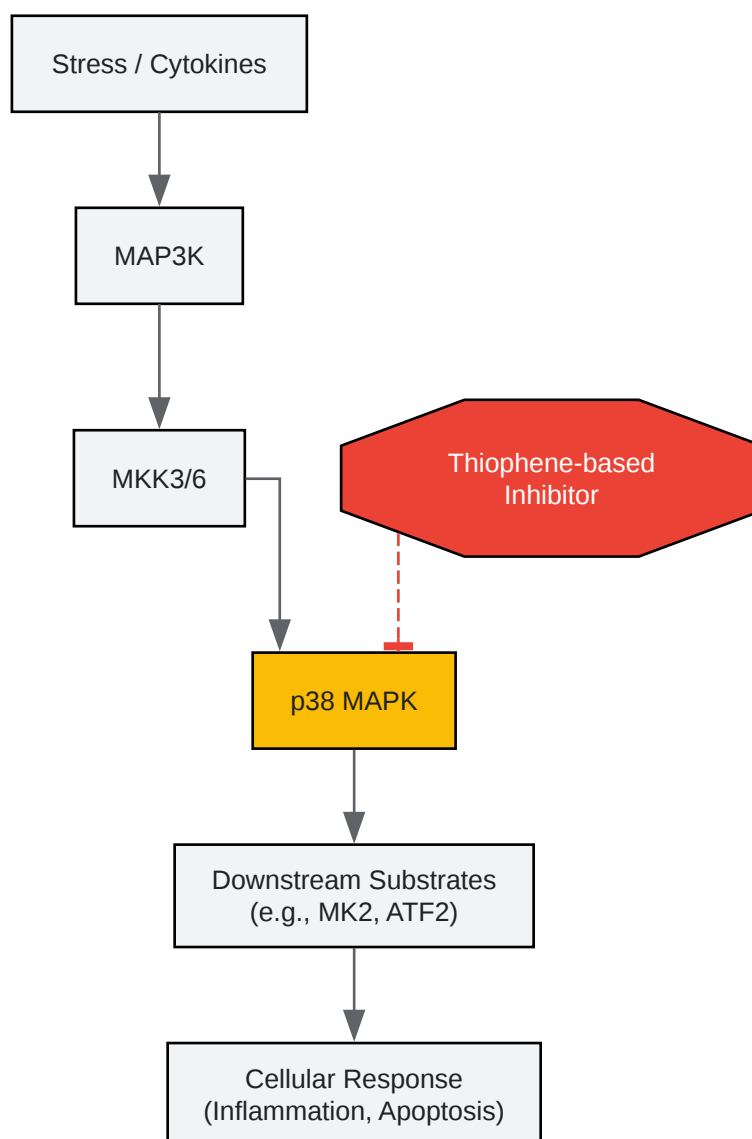 Stress / Cytokines
MAP3K
MKK3/6
Thiophene-based
Inhibitor
p38 MAPK
Downstream Substrates
(e.g., MK2, ATF2)
Cellular Response
(Inflammation, Apoptosis)